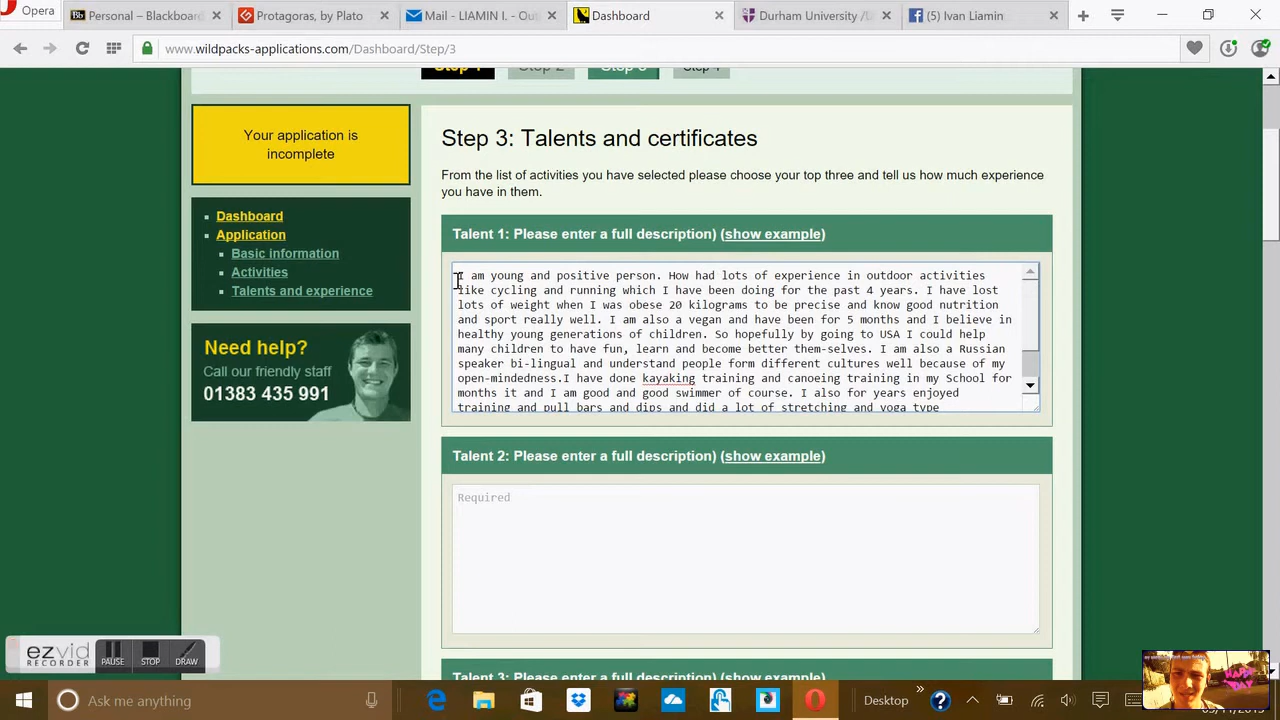 Opera
Personal – Blackboard
Protagoras by Plato
Mail - LIAMIN I. - Out
Dashboard
Durham University /
(5) Ivan Liamin
www.wildpacks-applications.com/Dashboard/Step/3
Step 1
Step 2
Step 3
Step 4
Your application is
incomplete
Dashboard
Application
Basic information
Activities
Talents and experience
Need help?
Call our friendly staff
01383 435 991
Step 3: Talents and certificates
From the list of activities you have selected please choose your top three and tell us how much experience
you have in them.
Talent 1: Please enter a full description) (show example)
I am young and positive person. How had lots of experience in outdoor activities
like cycling and running which I have been doing for the past 4 years. I have lost
lots of weight when I was obese 20 kilograms to be precise and know good nutrition
and sport really well. I am also a vegan and have been for 5 months and I believe in
healthy young generations of children. So hopefully by going to USA I could help
many children to have fun, learn and become better them-selves. I am also a Russian
speaker bi-lingual and understand people form different cultures well because of my
open-mindedness.I have done kayaking training and canoeing training in my School for
months it and I am good and good swimmer of course. I also for years enjoyed
training and pull bars and dips and did a lot of stretching and yoga type
Talent 2: Please enter a full description) (show example)
Required
Talent 3: Please enter a full description) (show example)
ezvid
RECORDER
PAUSE
STOP
DRAW
HAPPY
DAY
Ask me anything
Desktop